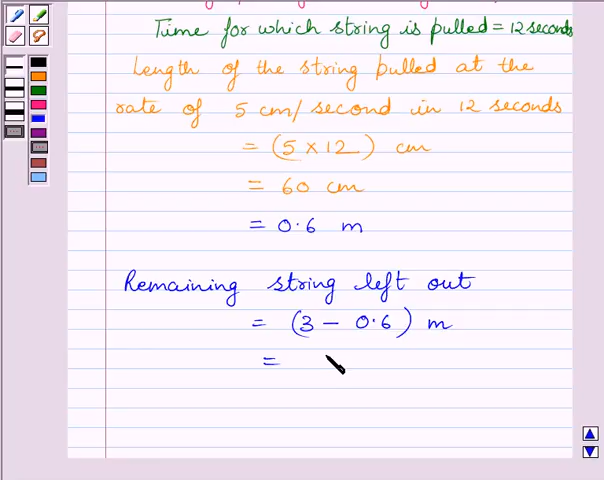 Time for which string is pulled = 12 seconds
Length of the string pulled at the
rate of 5 cm/second in 12 seconds
= (5 × 12) cm
= 60 cm
= 0.6 m
Remaining string left out
= (3 - 0.6) m
=